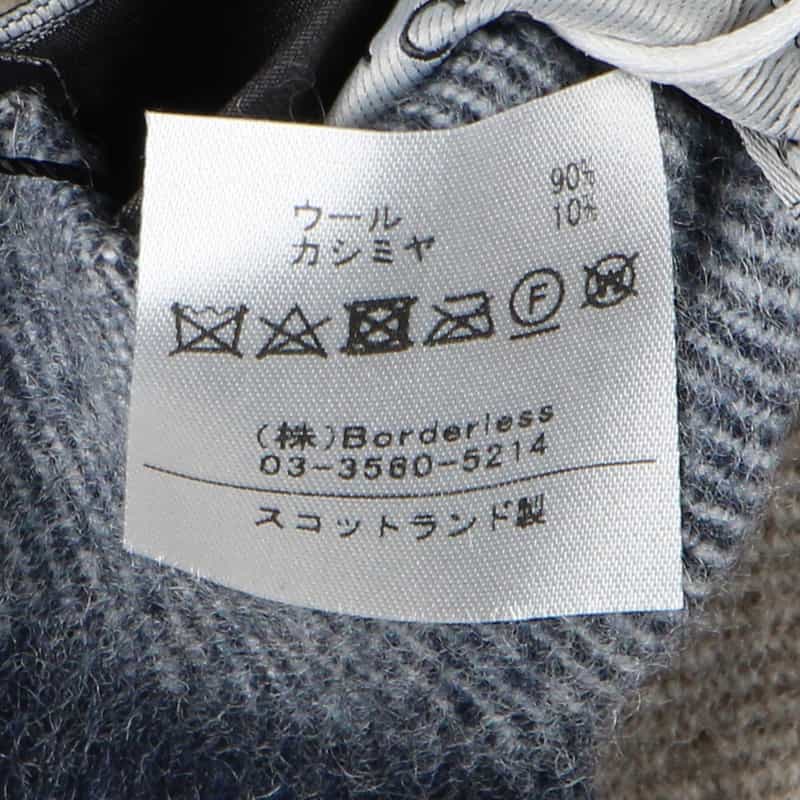 ウール 90%
カシミヤ 10%
F W
(株)Borderless
03-3560-5214
スコットランド製